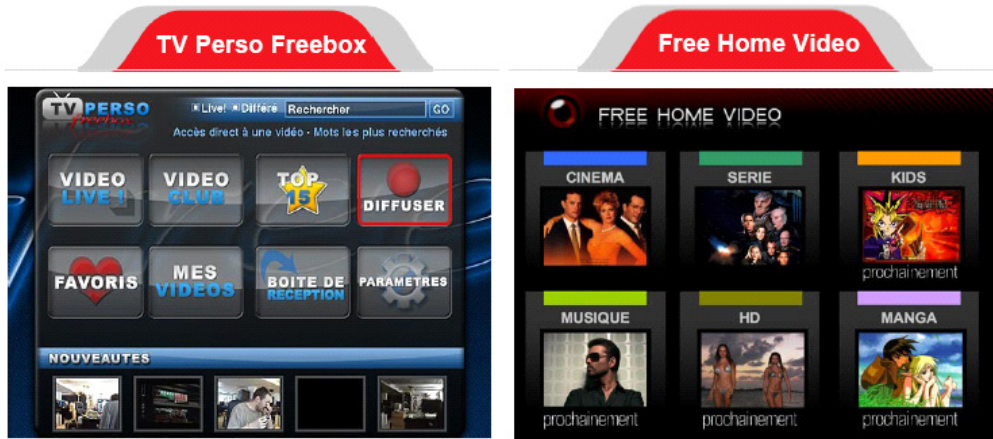 TV Perso Freebox
TV PERSO
freebox
Live! Différé Rechercher GO
Accès direct à une vidéo - Mots les plus recherchés
VIDEO
LIVE !
VIDEO
CLUB
TOP
15
DIFFUSER
FAVORIS
MES
VIDEOS
BOITE DE
RECEPTION
PARAMETRES
NOUVEAUTES
Free Home Video
FREE HOME VIDEO
CINEMA
SERIE
KIDS
prochainement
MUSIQUE
prochainement
HD
prochainement
MANGA
prochainement